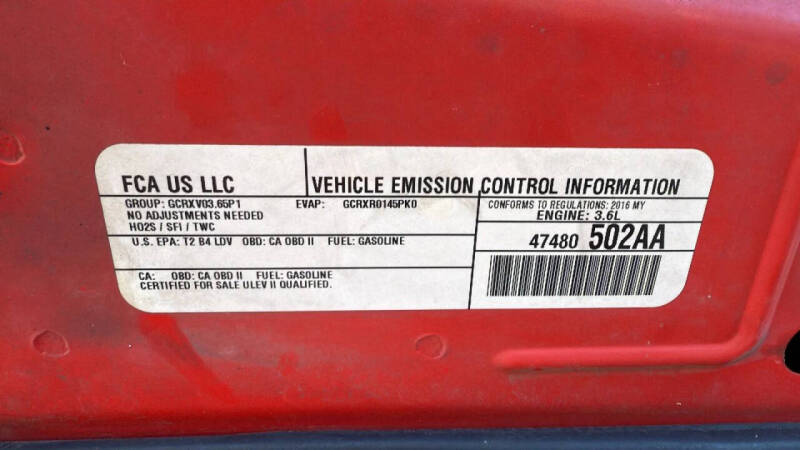 FCA US LLC
VEHICLE EMISSION CONTROL INFORMATION
GROUP: GCRXV03.65P1 EVAP: GCRXR0145PK0
NO ADJUSTMENTS NEEDED
HO2S / SFI / TWC
CONFORMS TO REGULATIONS: 2016 MY
ENGINE: 3.6L
U.S. EPA: T2 B4 LDV OBD: CA OBD II FUEL: GASOLINE
47480 502AA
CA: OBD: CA OBD II FUEL: GASOLINE
CERTIFIED FOR SALE ULEV II QUALIFIED.